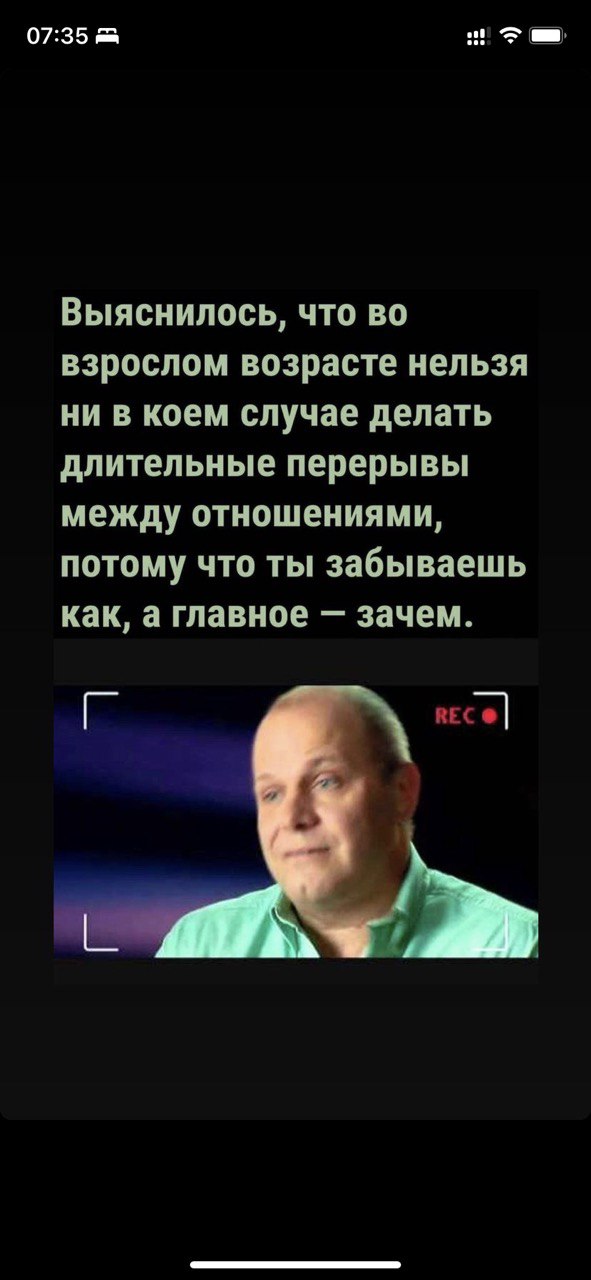 07:35
Выяснилось, что во
взрослом возрасте нельзя
ни в коем случае делать
длительные перерывы
между отношениями,
потому что ты забываешь
как, а главное — зачем.
REC